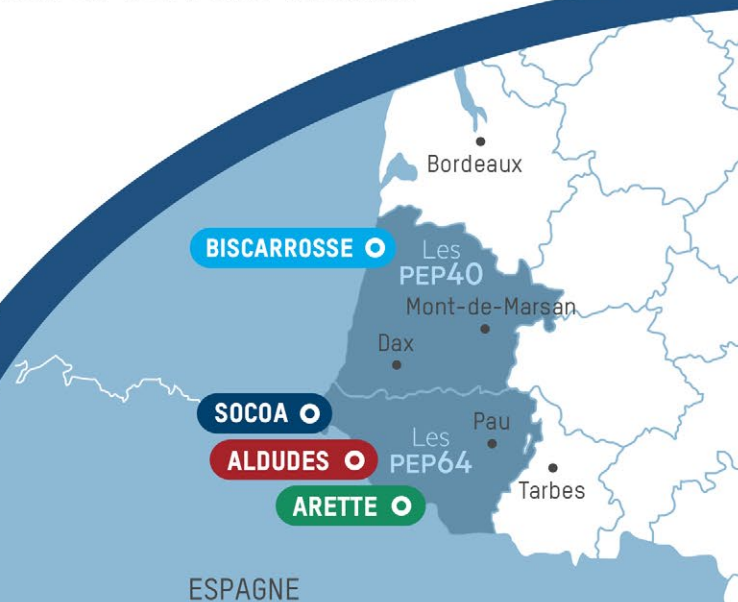 Bordeaux
BISCARROSSE
Les
PEP40
Mont-de-Marsan
Dax
SOCOA
Pau
Les
PEP64
ALDUDES
Tarbes
ARETTE
ESPAGNE